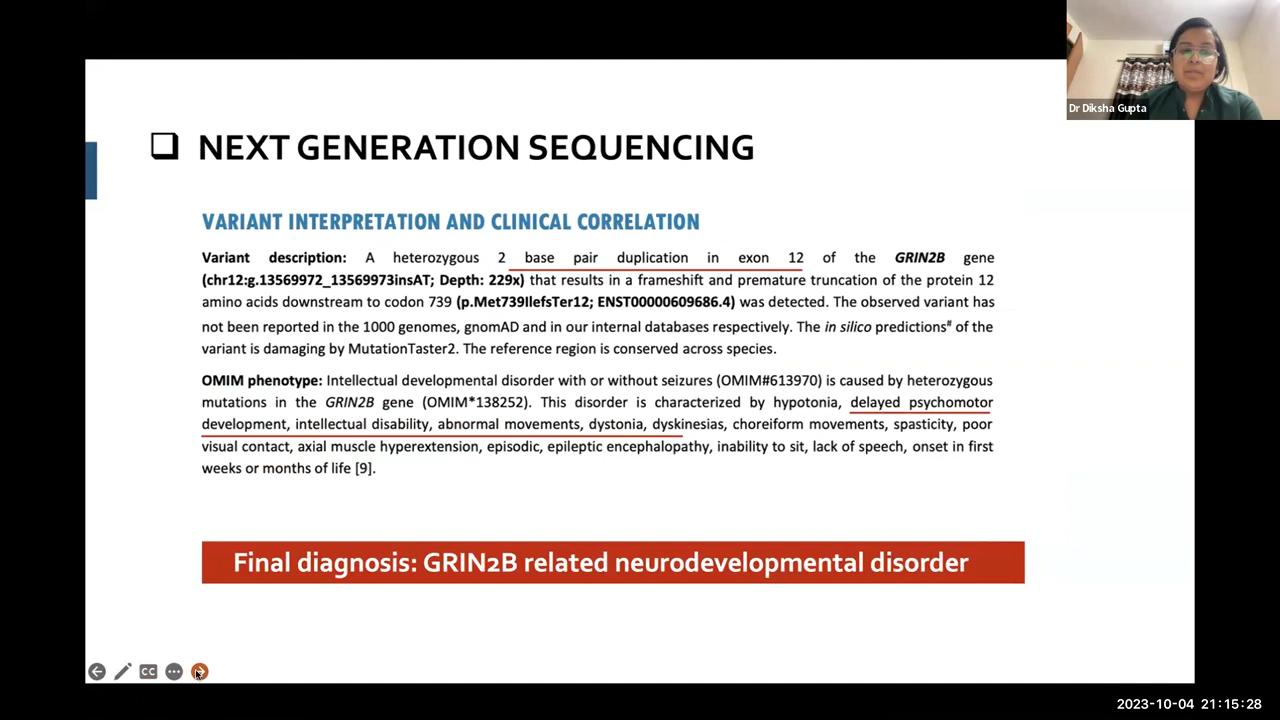 Dr Diksha Gupta
❑ NEXT GENERATION SEQUENCING
VARIANT INTERPRETATION AND CLINICAL CORRELATION
Variant description: A heterozygous 2 base pair duplication in exon 12 of the GRIN2B gene
(chr12:g.13569972_13569973insAT; Depth: 229x) that results in a frameshift and premature truncation of the protein 12
amino acids downstream to codon 739 (p.Met739IlefsTer12; ENST00000609686.4) was detected. The observed variant has
not been reported in the 1000 genomes, gnomAD and in our internal databases respectively. The in silico predictions# of the
variant is damaging by MutationTaster2. The reference region is conserved across species.
OMIM phenotype: Intellectual developmental disorder with or without seizures (OMIM#613970) is caused by heterozygous
mutations in the GRIN2B gene (OMIM*138252). This disorder is characterized by hypotonia, delayed psychomotor
development, intellectual disability, abnormal movements, dystonia, dyskinesias, choreiform movements, spasticity, poor
visual contact, axial muscle hyperextension, episodic, epileptic encephalopathy, inability to sit, lack of speech, onset in first
weeks or months of life [9].
Final diagnosis: GRIN2B related neurodevelopmental disorder
CC
2023-10-04 21:15:28